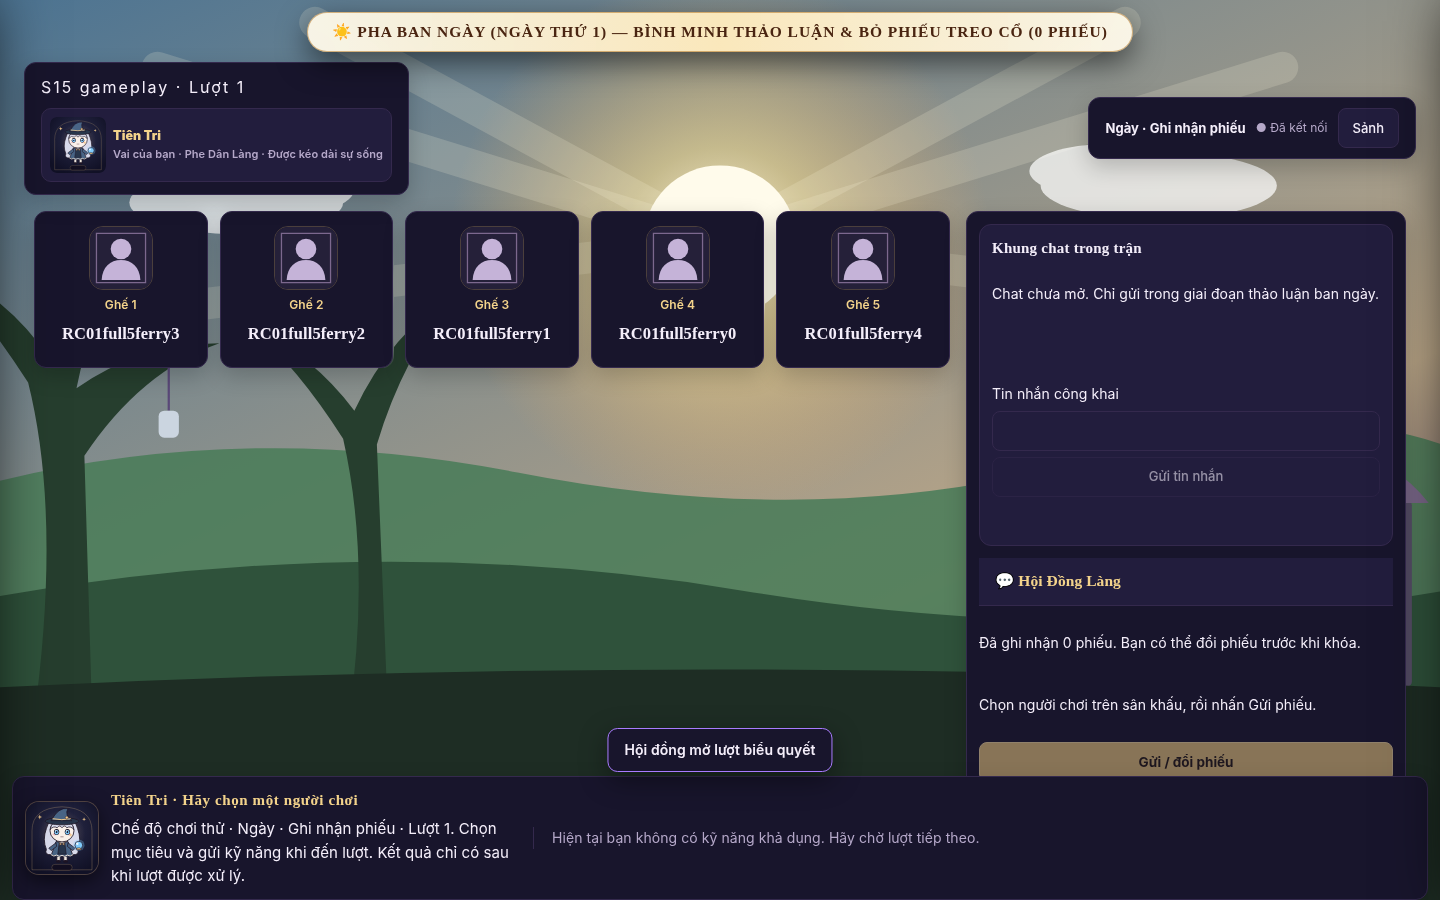 ☀️ PHA BAN NGÀY (NGÀY THỨ 1) — BÌNH MINH THẢO LUẬN & BỎ PHIẾU TREO CỔ (0 PHIẾU)
S15 gameplay · Lượt 1
Tiên Tri
Vai của bạn · Phe Dân Làng · Được kéo dài sự sống
Ngày · Ghi nhận phiếu
Đã kết nối
Sảnh
Ghế 1
RC01full5ferry3
Ghế 2
RC01full5ferry2
Ghế 3
RC01full5ferry1
Ghế 4
RC01full5ferry0
Ghế 5
RC01full5ferry4
Khung chat trong trận
Chat chưa mở. Chỉ gửi trong giai đoạn thảo luận ban ngày.
Tin nhắn công khai
Gửi tin nhắn
💬 Hội Đồng Làng
Đã ghi nhận 0 phiếu. Bạn có thể đổi phiếu trước khi khóa.
Chọn người chơi trên sân khấu, rồi nhấn Gửi phiếu.
Gửi / đổi phiếu
Hội đồng mở lượt biểu quyết
Tiên Tri · Hãy chọn một người chơi
Chế độ chơi thử · Ngày · Ghi nhận phiếu · Lượt 1. Chọn
mục tiêu và gửi kỹ năng khi đến lượt. Kết quả chỉ có sau
khi lượt được xử lý.
Hiện tại bạn không có kỹ năng khả dụng. Hãy chờ lượt tiếp theo.